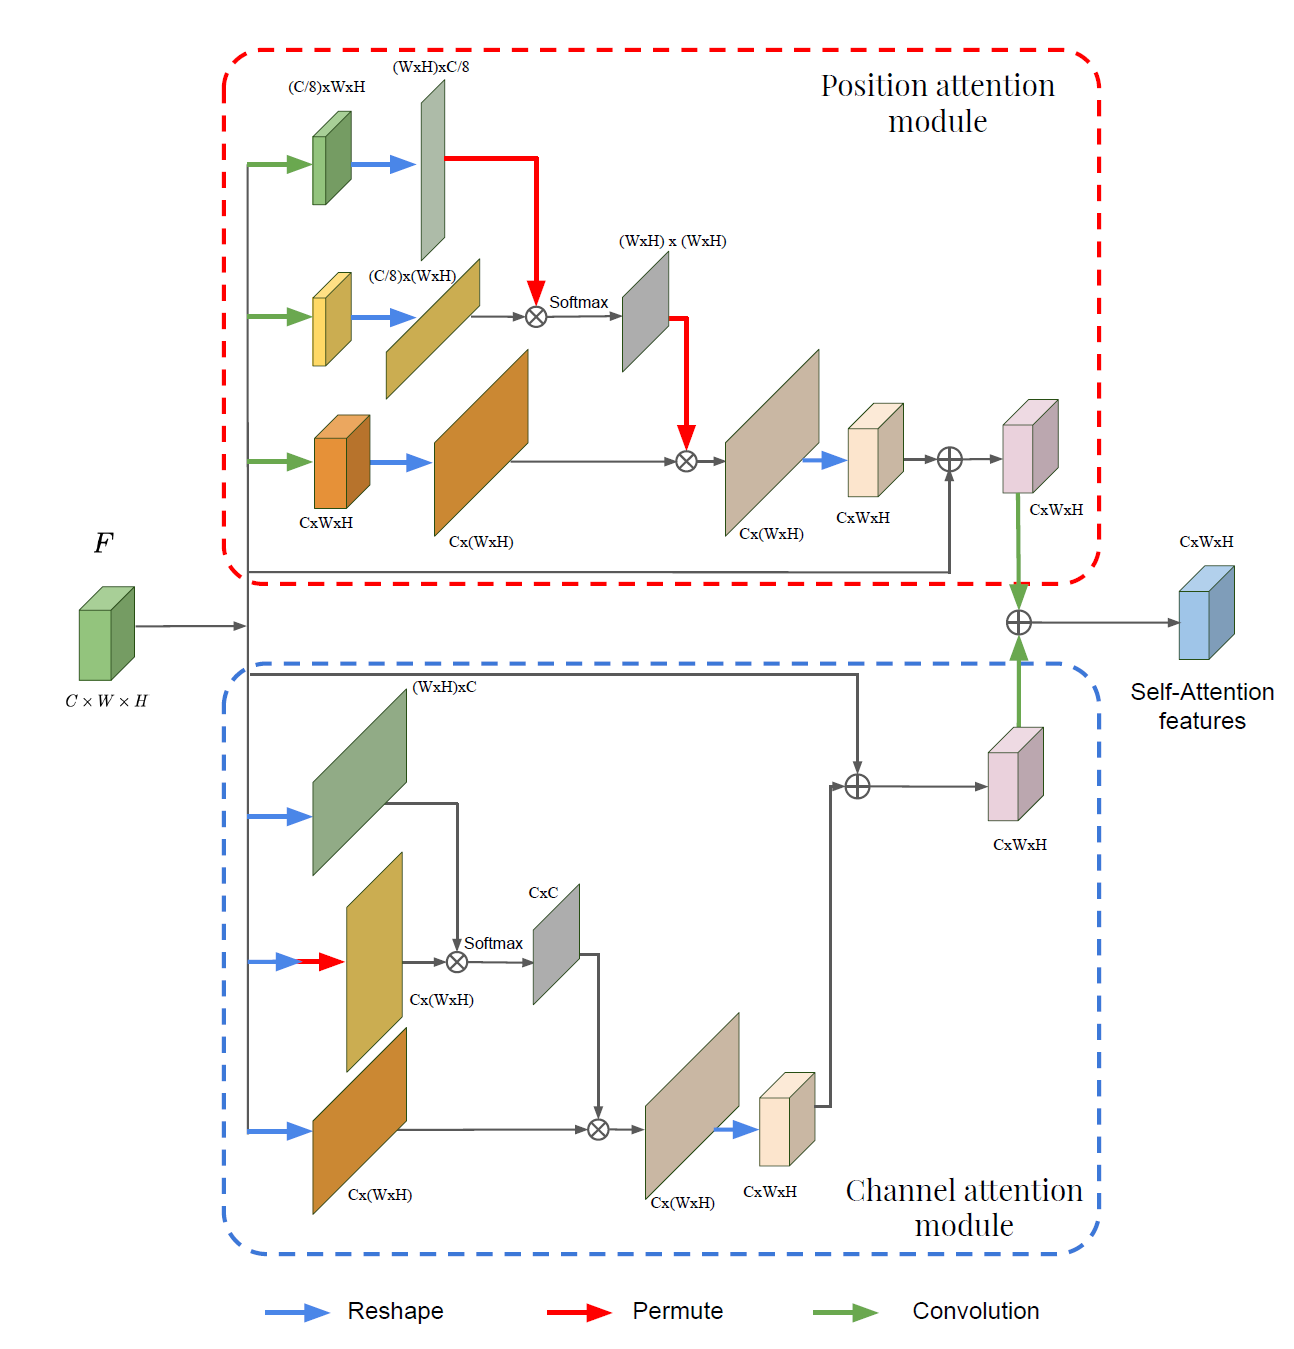 (WxH)xC/8
(C/8)xWxH
Position attention
module
(WxH) x (WxH)
(C/8)x(WxH)
Softmax
CxWxH
Cx(WxH)
Cx(WxH)
CxWxH
CxWxH
F
C × W × H
CxWxH
Self-Attention
features
(WxH)xC
CxWxH
CxC
Softmax
Cx(WxH)
Cx(WxH)
Cx(WxH)
CxWxH
Channel attention
module
Reshape
Permute
Convolution